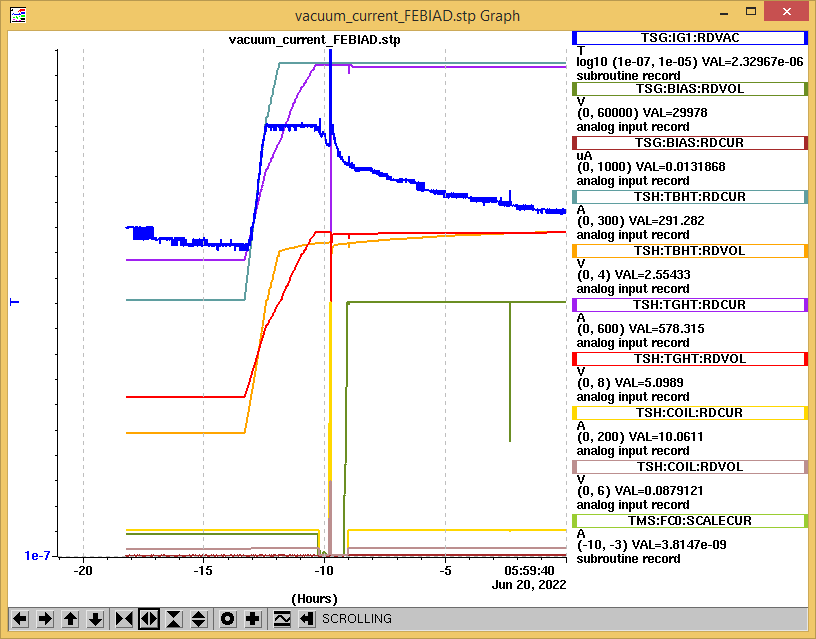 vacuum_current_FEBIAD.stp Graph
vacuum_current_FEBIAD.stp
T
1e-7
-20
-15
-10
-5
05:59:40
Jun 20, 2022
(Hours)
TSG:IG1:RDVAC
T
log10 (1e-07, 1e-05) VAL=2.32967e-06
subroutine record
TSG:BIAS:RDVOL
V
(0, 60000) VAL=29978
analog input record
TSG:BIAS:RDCUR
uA
(0, 1000) VAL=0.0131868
analog input record
TSH:TBHT:RDCUR
A
(0, 300) VAL=291.282
analog input record
TSH:TBHT:RDVOL
V
(0, 4) VAL=2.55433
analog input record
TSH:TGHT:RDCUR
A
(0, 600) VAL=578.315
analog input record
TSH:TGHT:RDVOL
V
(0, 8) VAL=5.0989
analog input record
TSH:COIL:RDCUR
A
(0, 200) VAL=10.0611
analog input record
TSH:COIL:RDVOL
V
(0, 6) VAL=0.0879121
analog input record
TMS:FC0:SCALECUR
A
(-10, -3) VAL=3.8147e-09
subroutine record
SCROLLING